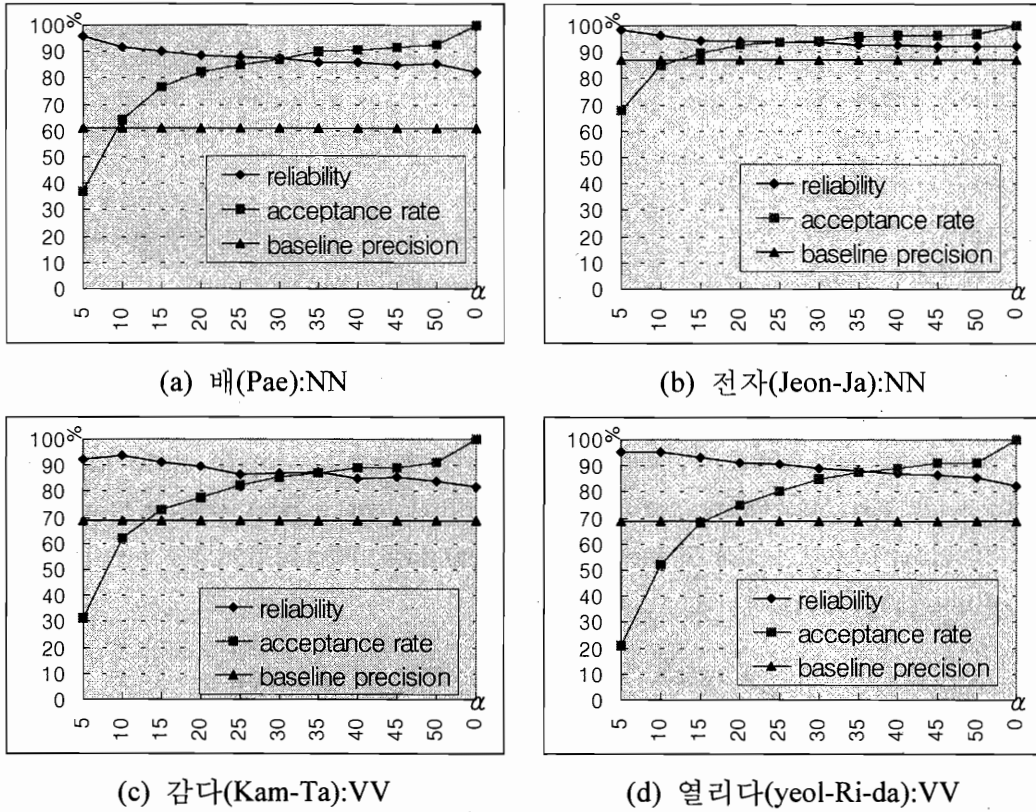 %
100
90
80
70
60
50
40
30
20
10
0
reliability
acceptance rate
baseline precision
α
5 10 15 20 25 30 35 40 45 50 0
(a) 배(Pae):NN
%
100
90
80
70
60
50
40
30
20
10
0
reliability
acceptance rate
baseline precision
α
5 10 15 20 25 30 35 40 45 50 0
(b) 전자(Jeon-Ja):NN
%
100
90
80
70
60
50
40
30
20
10
0
reliability
acceptance rate
baseline precision
α
5 10 15 20 25 30 35 40 45 50 0
(c) 감다(Kam-Ta):VV
%
100
90
80
70
60
50
40
30
20
10
0
reliability
acceptance rate
baseline precision
α
5 10 15 20 25 30 35 40 45 50 0
(d) 열리다(yeol-Ri-da):VV